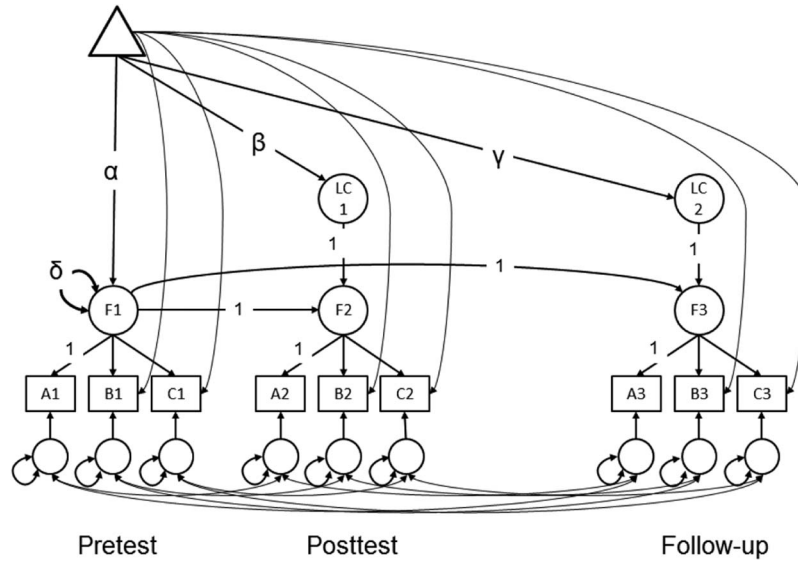 β
γ
α
LC
1
LC
2
1
1
δ
1
F1
1
F2
F3
1
1
1
A1
B1
C1
A2
B2
C2
A3
B3
C3
Pretest
Posttest
Follow-up